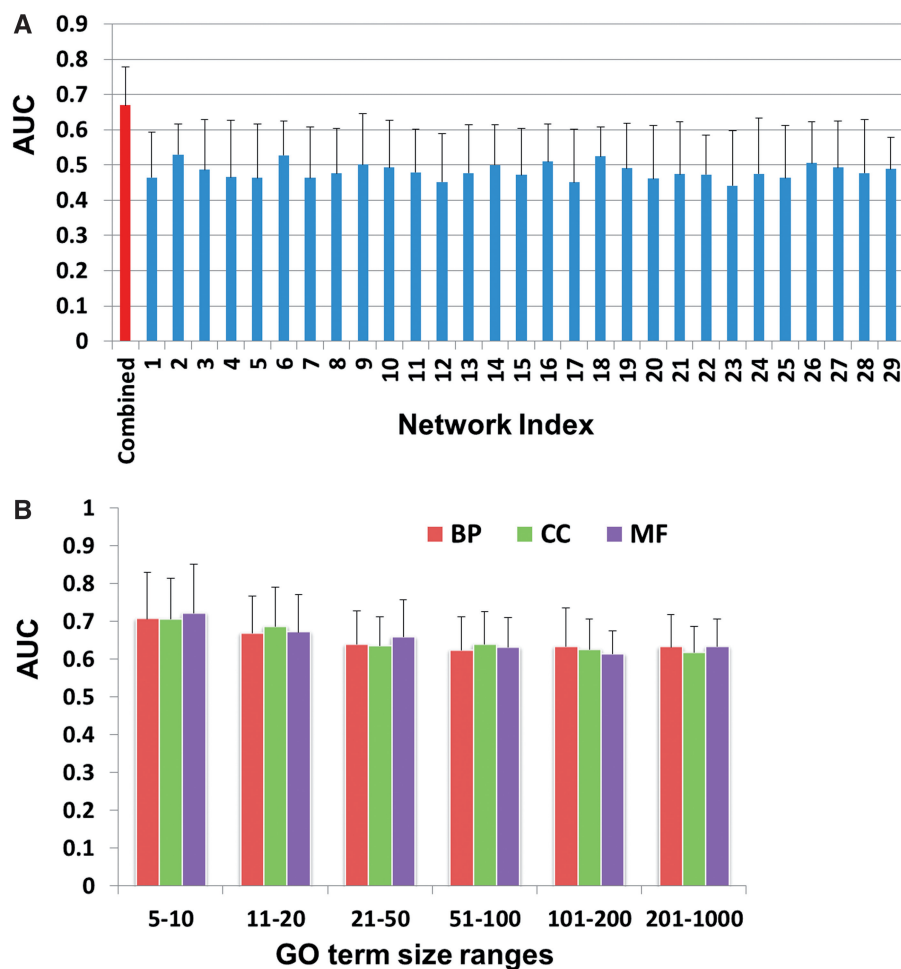 A
AUC
0.9
0.8
0.7
0.6
0.5
0.4
0.3
0.2
0.1
0
Combined 1 2 3 4 5 6 7 8 9 10 11 12 13 14 15 16 17 18 19 20 21 22 23 24 25 26 27 28 29
Network Index
B
AUC
1
0.9
0.8
0.7
0.6
0.5
0.4
0.3
0.2
0.1
0
BP CC MF
5-10 11-20 21-50 51-100 101-200 201-1000
GO term size ranges